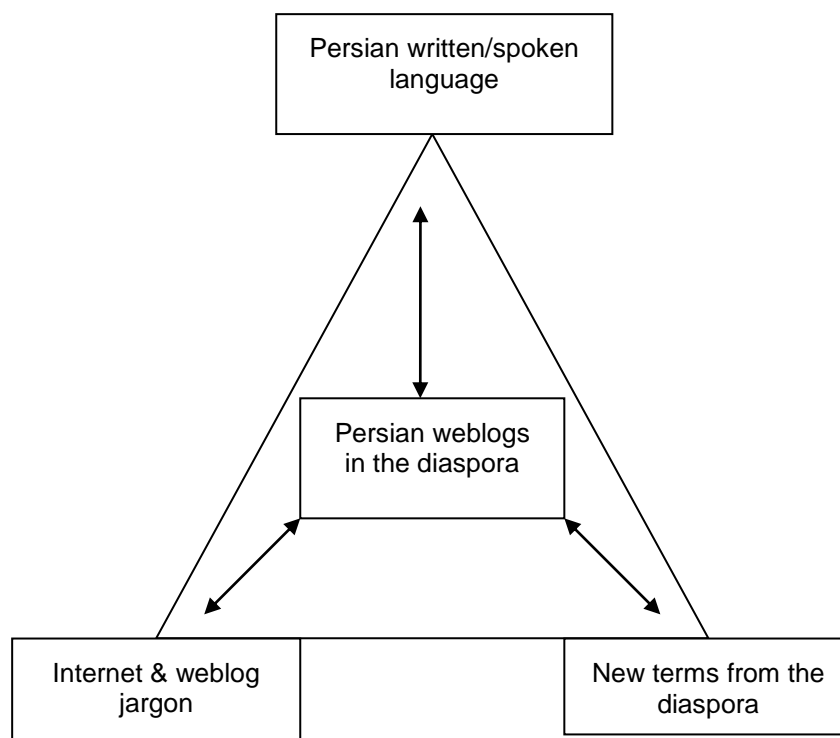 Persian written/spoken
language
Persian weblogs
in the diaspora
Internet & weblog
jargon
New terms from the
diaspora